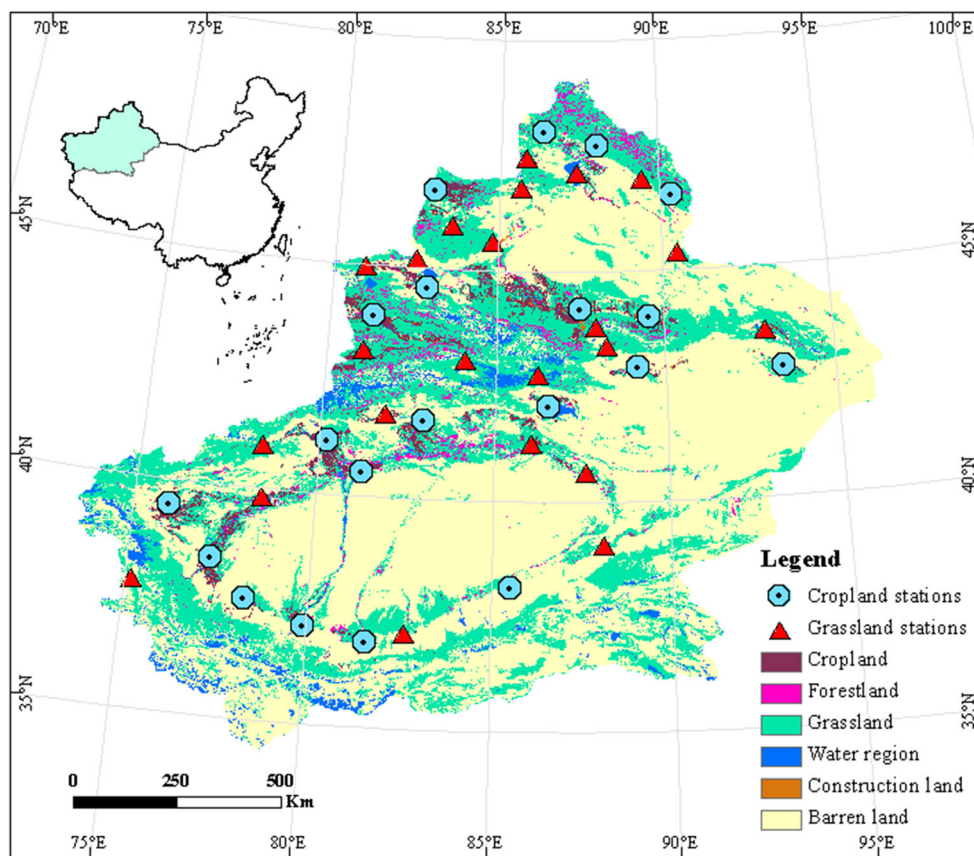 70°E 75°E 80°E 85°E 90°E 95°E 100°E
45°N 45°N
40°N 40°N
35°N 35°N
Legend
Cropland stations
Grassland stations
Cropland
Forestland
Grassland
Water region
Construction land
Barren land
0 250 500
Km
75°E 80°E 85°E 90°E 95°E